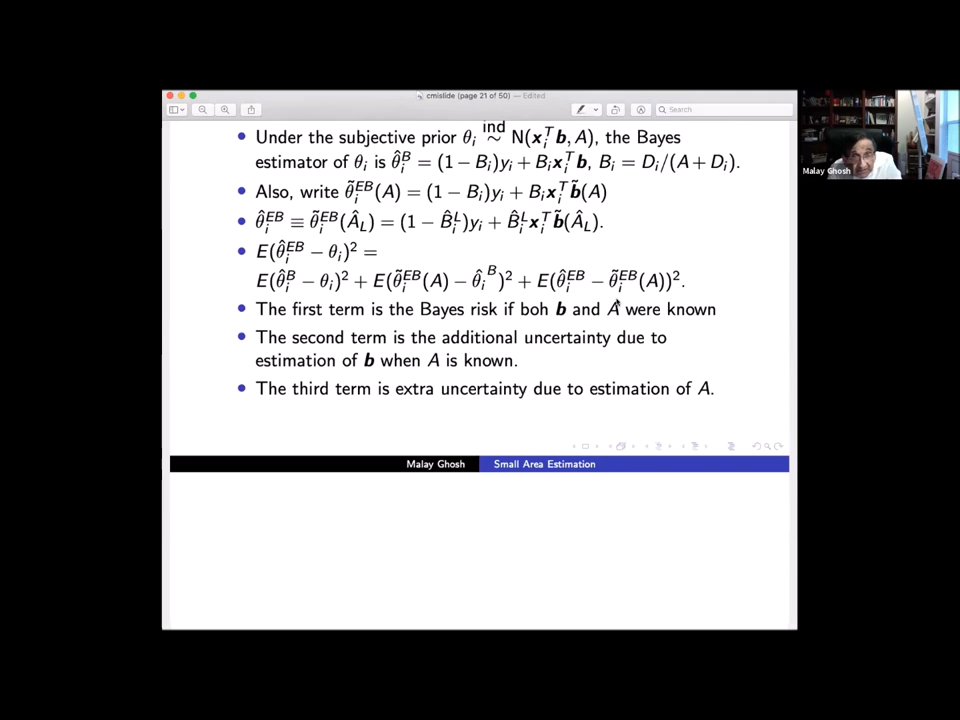 cmislide (page 21 of 50) — Edited
Search
Under the subjective prior θ_i ind ~ N(x_i^T b, A), the Bayes
estimator of θ_i is θ̂_i^B = (1 − B_i)y_i + B_i x_i^T b, B_i = D_i/(A + D_i).
Also, write θ̃_i^{EB}(A) = (1 − B_i)y_i + B_i x_i^T b̃(A)
θ̂_i^{EB} ≡ θ̃_i^{EB}(Â_L) = (1 − B̂_i^L)y_i + B̂_i^L x_i^T b̃(Â_L).
E(θ̂_i^{EB} − θ_i)^2 =
E(θ̂_i^B − θ_i)^2 + E(θ̃_i^{EB}(A) − θ̂_i^B)^2 + E(θ̂_i^{EB} − θ̃_i^{EB}(A))^2.
The first term is the Bayes risk if boh b and A were known
The second term is the additional uncertainty due to
estimation of b when A is known.
The third term is extra uncertainty due to estimation of A.
Malay Ghosh Small Area Estimation
Malay Ghosh